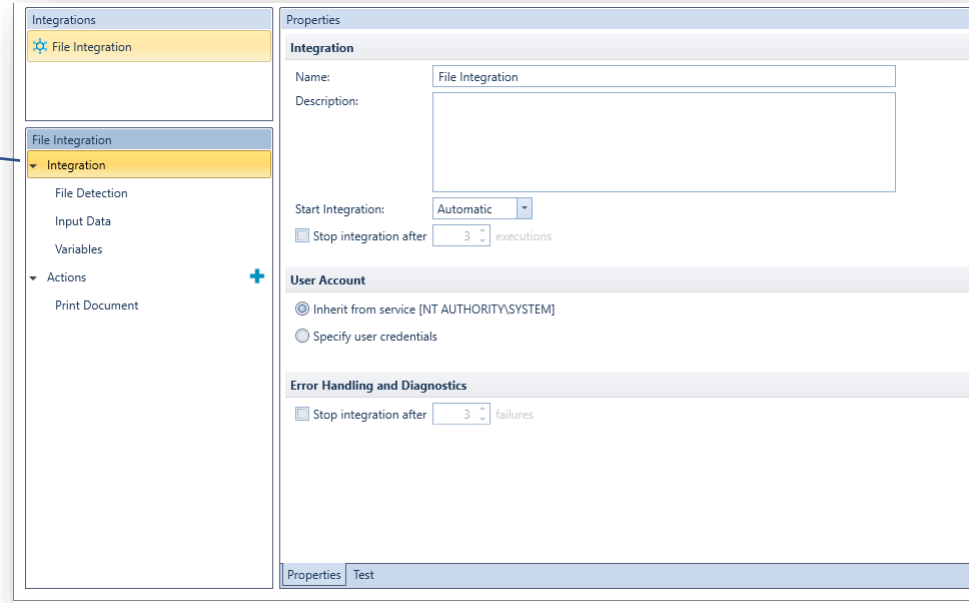 Integrations
File Integration
File Integration
Integration
File Detection
Input Data
Variables
Actions
Print Document
Properties
Integration
Name: File Integration
Description:
Start Integration: Automatic
Stop integration after 3 executions
User Account
Inherit from service [NT AUTHORITY\SYSTEM]
Specify user credentials
Error Handling and Diagnostics
Stop integration after 3 failures
Properties Test